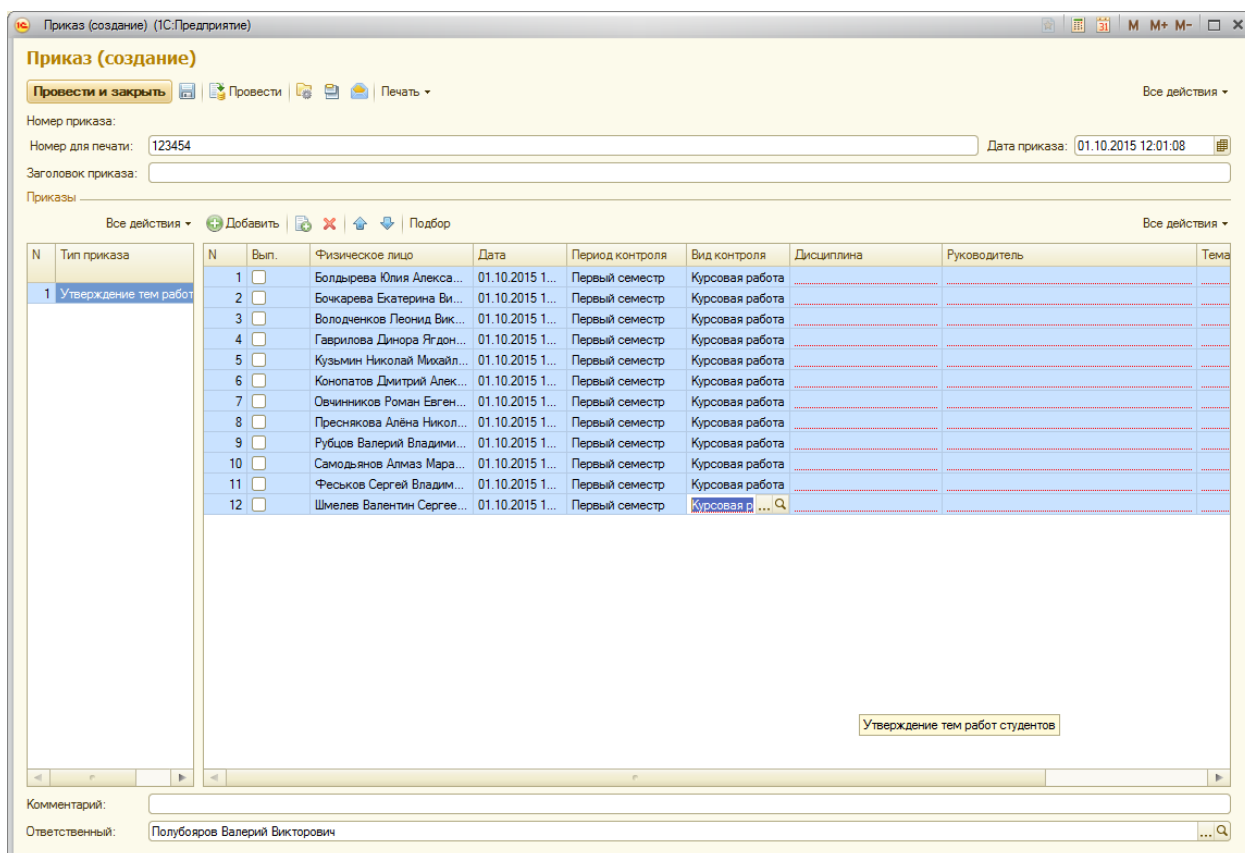 Приказ (создание) (1С:Предприятие)
31 M M+ M-
Приказ (создание)
Провести и закрыть Провести Печать Все действия
Номер приказа:
Номер для печати: 123454 Дата приказа: 01.10.2015 12:01:08
Заголовок приказа:
Приказы
Все действия Добавить Подбор Все действия
N Тип приказа N Вып. Физическое лицо Дата Период контроля Вид контроля Дисциплина Руководитель Тема
1 Болдырева Юлия Алекса... 01.10.2015 1... Первый семестр Курсовая работа
1 Утверждение тем работ 2 Бочкарева Екатерина Ви... 01.10.2015 1... Первый семестр Курсовая работа
3 Володченков Леонид Вик... 01.10.2015 1... Первый семестр Курсовая работа
4 Гаврилова Динора Ягдон... 01.10.2015 1... Первый семестр Курсовая работа
5 Кузьмин Николай Михайл... 01.10.2015 1... Первый семестр Курсовая работа
6 Конопатов Дмитрий Алек... 01.10.2015 1... Первый семестр Курсовая работа
7 Овчинников Роман Евген... 01.10.2015 1... Первый семестр Курсовая работа
8 Преснякова Алёна Никол... 01.10.2015 1... Первый семестр Курсовая работа
9 Рубцов Валерий Владими... 01.10.2015 1... Первый семестр Курсовая работа
10 Самодьянов Алмаз Мара... 01.10.2015 1... Первый семестр Курсовая работа
11 Феськов Сергей Владим... 01.10.2015 1... Первый семестр Курсовая работа
12 Шмелев Валентин Сергее... 01.10.2015 1... Первый семестр Курсовая р ...
Утверждение тем работ студентов
Комментарий:
Ответственный: Полубояров Валерий Викторович ...